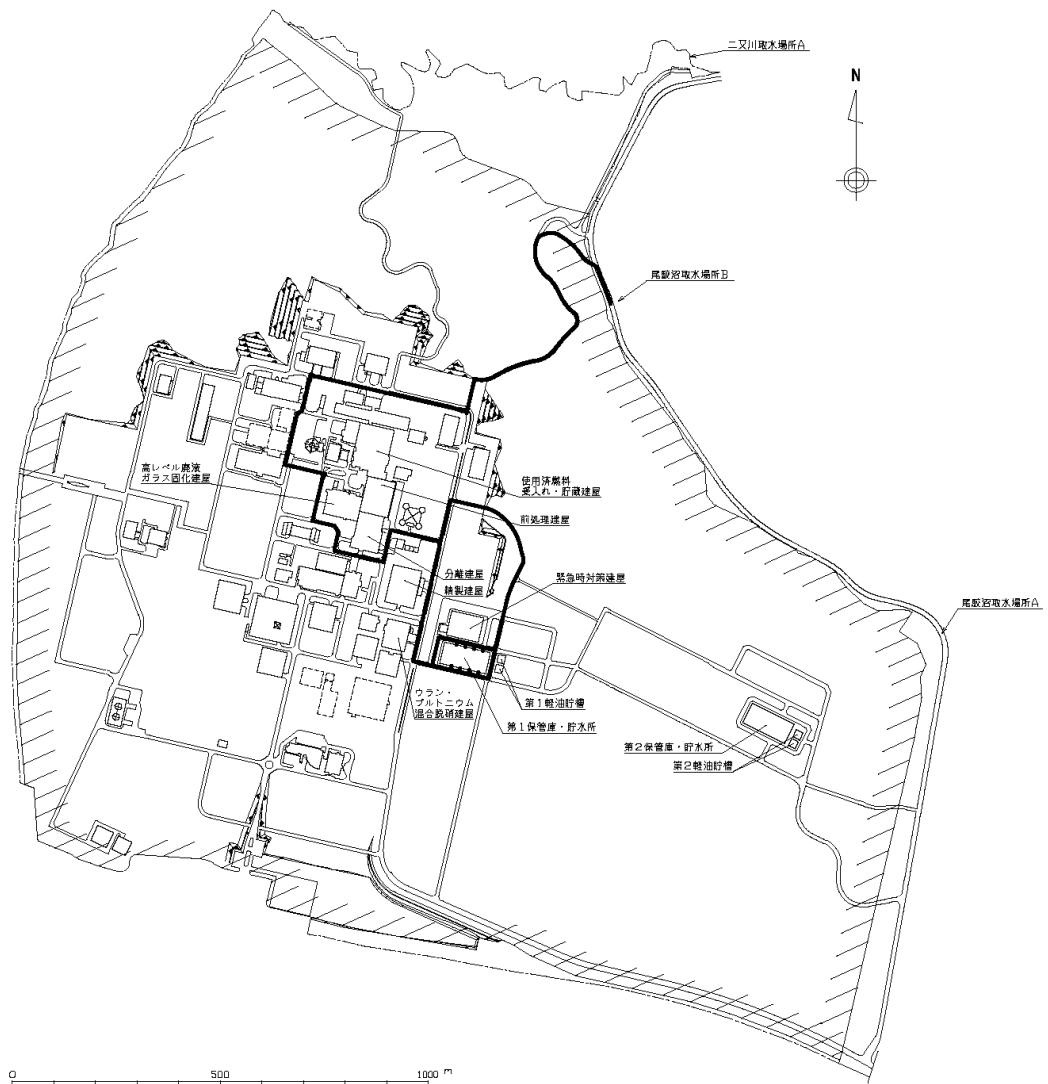 二又川取水場所A
N
尾駮沼取水場所B
高レベル廃液
ガラス固化建屋
使用済燃料
受入れ・貯蔵建屋
前処理建屋
分離建屋
精製建屋
緊急時対策建屋
尾駮沼取水場所A
ウラン・
プルトニウム
混合脱硝建屋
第1軽油貯槽
第1保管庫・貯水所
第2保管庫・貯水所
第2軽油貯槽
0 500 1000 m